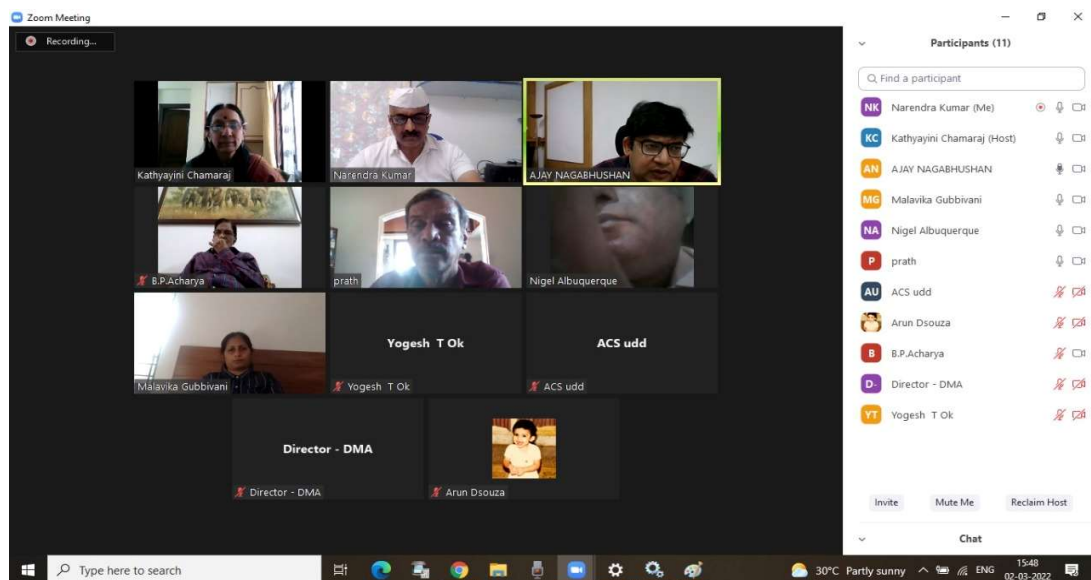 Zoom Meeting
Recording...
Kathyayini Chamaraj
Narendra Kumar
AJAY NAGABHUSHAN
B.P.Acharya
prath
Nigel Albuquerque
Malavika Gubbivani
Yogesh T Ok
Yogesh T Ok
ACS udd
ACS udd
Director - DMA
Director - DMA
Arun Dsouza
Participants (11)
Find a participant
NK Narendra Kumar (Me)
KC Kathyayini Chamaraj (Host)
AN AJAY NAGABHUSHAN
MG Malavika Gubbivani
NA Nigel Albuquerque
P prath
AU ACS udd
Arun Dsouza
B B.P.Acharya
D- Director - DMA
YT Yogesh T Ok
Invite Mute Me Reclaim Host
Chat
Type here to search
30°C Partly sunny ENG 15:48
02-03-2022